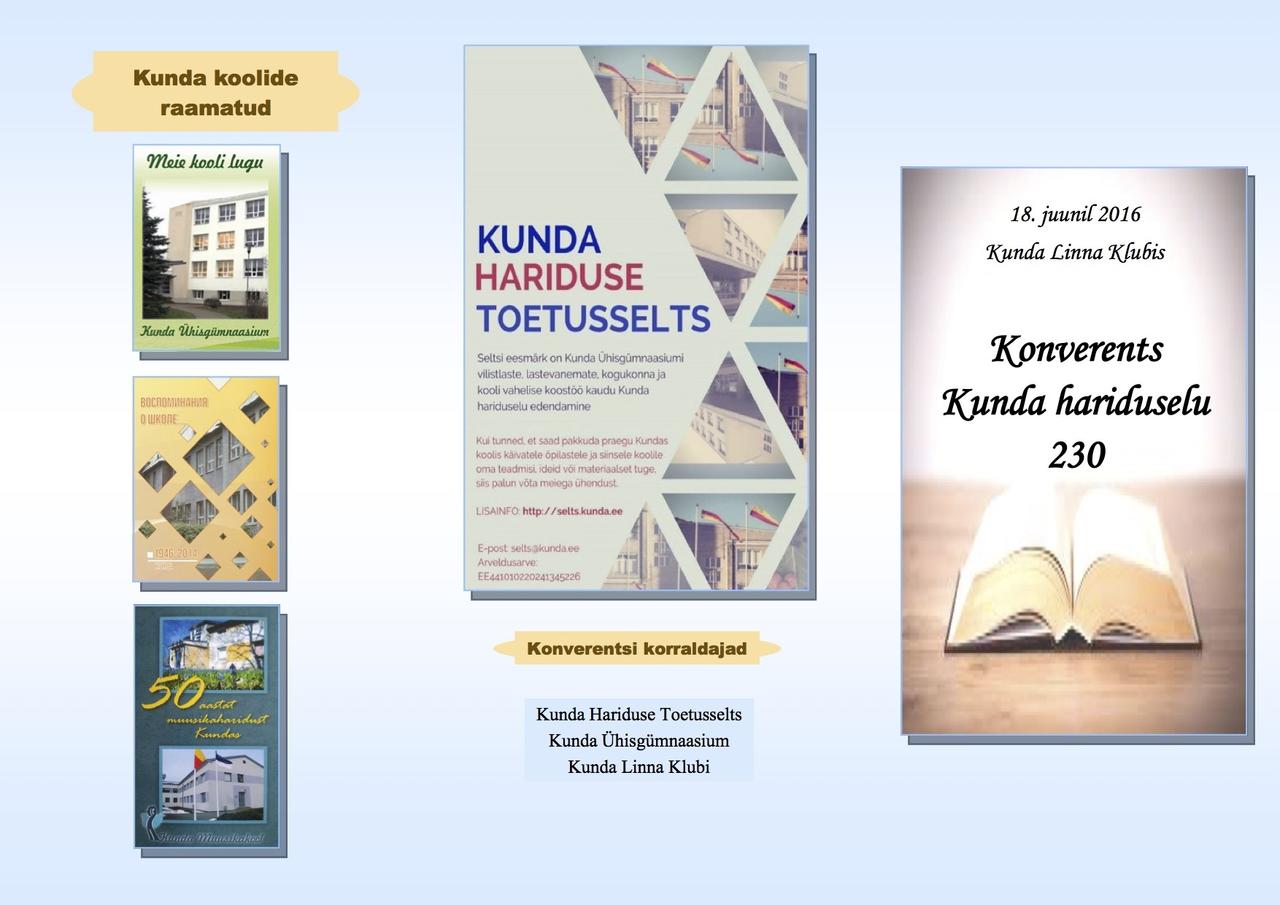 Kunda koolide
raamatud
Meie kooli lugu
Kunda Ühisgümnaasium
ВОСПОМИНАНИЯ
О ШКОЛЕ
1946-2014
50 aastat
muusikaharidust
Kundas
Kunda Muusikakool
KUNDA
HARIDUSE
TOETUSSELTS
Seltsi eesmärk on Kunda Ühisgümnaasiumi
vilistlaste, lastevanemate, kogukonna ja
kooli vahelise koostöö kaudu Kunda
hariduselu edendamine
Kui tunned, et saad pakkuda praegu Kundas
koolis käivatele õpilastele ja siinsele koolile
oma teadmisi, ideid või materiaalset tuge,
siis palun võta meiega ühendust.
LISAINFO: http://selts.kunda.ee
E-post: selts@kunda.ee
Arveldusarve:
EE441010220241345226
Konverentsi korraldajad
Kunda Hariduse Toetusselts
Kunda Ühisgümnaasium
Kunda Linna Klubi
18. juunil 2016
Kunda Linna Klubis
Konverents
Kunda hariduselu
230